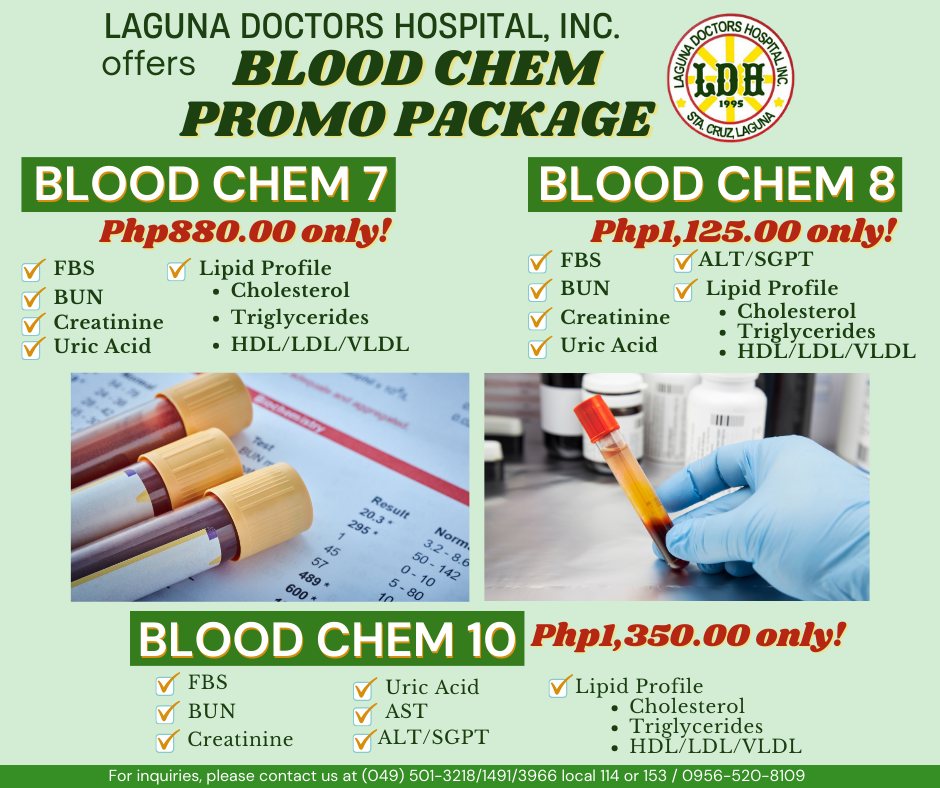 LAGUNA DOCTORS HOSPITAL, INC.
offers BLOOD CHEM
PROMO PACKAGE
LAGUNA DOCTORS HOSPITAL INC.
LDH
1995
STA. CRUZ, LAGUNA
BLOOD CHEM 7
Php880.00 only!
FBS
BUN
Creatinine
Uric Acid
Lipid Profile
• Cholesterol
• Triglycerides
• HDL/LDL/VLDL
BLOOD CHEM 8
Php1,125.00 only!
FBS
BUN
Creatinine
Uric Acid
ALT/SGPT
Lipid Profile
• Cholesterol
• Triglycerides
• HDL/LDL/VLDL
Biochemistry
Test
BUN
Result
20.3 *
295 *
1
45
57
489 *
600 *
Norm
3.2 - 8.6
50 - 142
0 - 10
5 - 80
10
BLOOD CHEM 10
Php1,350.00 only!
FBS
BUN
Creatinine
Uric Acid
AST
ALT/SGPT
Lipid Profile
• Cholesterol
• Triglycerides
• HDL/LDL/VLDL
For inquiries, please contact us at (049) 501-3218/1491/3966 local 114 or 153 / 0956-520-8109